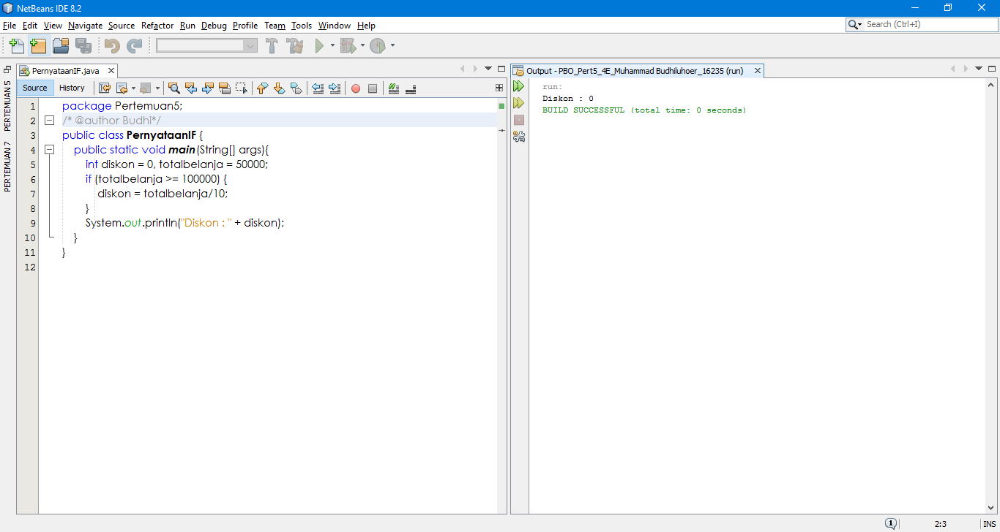 NetBeans IDE 8.2
File Edit View Navigate Source Refactor Run Debug Profile Team Tools Window Help
Search (Ctrl+I)
PERTEMUAN 5
PERTEMUAN 7
PernyataanIF.java
Source History
1 package Pertemuan5;
2 /* @author Budhi*/
3 public class PernyataanIF {
4 public static void main(String[] args){
5 int diskon = 0, totalbelanja = 50000;
6 if (totalbelanja >= 100000) {
7 diskon = totalbelanja/10;
8 }
9 System.out.println("Diskon : " + diskon);
10 }
11 }
12
Output - PBO_Pert5_4E_Muhammad Budhiluhoer_16235 (run)
run:
Diskon : 0
BUILD SUCCESSFUL (total time: 0 seconds)
1
2:3
INS